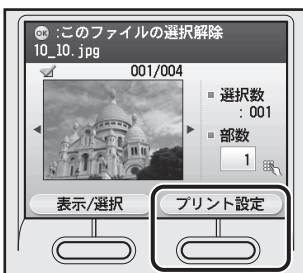 OK :このファイルの選択解除
10_10.jpg
001/004
選択数
: 001
部数
1
表示/選択
プリント設定